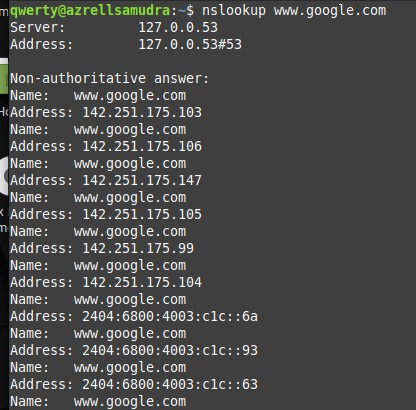 qwerty@azrellsamudra:~$ nslookup www.google.com
Server:         127.0.0.53
Address:        127.0.0.53#53

Non-authoritative answer:
Name:   www.google.com
Address: 142.251.175.103
Name:   www.google.com
Address: 142.251.175.106
Name:   www.google.com
Address: 142.251.175.147
Name:   www.google.com
Address: 142.251.175.105
Name:   www.google.com
Address: 142.251.175.99
Name:   www.google.com
Address: 142.251.175.104
Name:   www.google.com
Address: 2404:6800:4003:c1c::6a
Name:   www.google.com
Address: 2404:6800:4003:c1c::93
Name:   www.google.com
Address: 2404:6800:4003:c1c::63
Name:   www.google.com